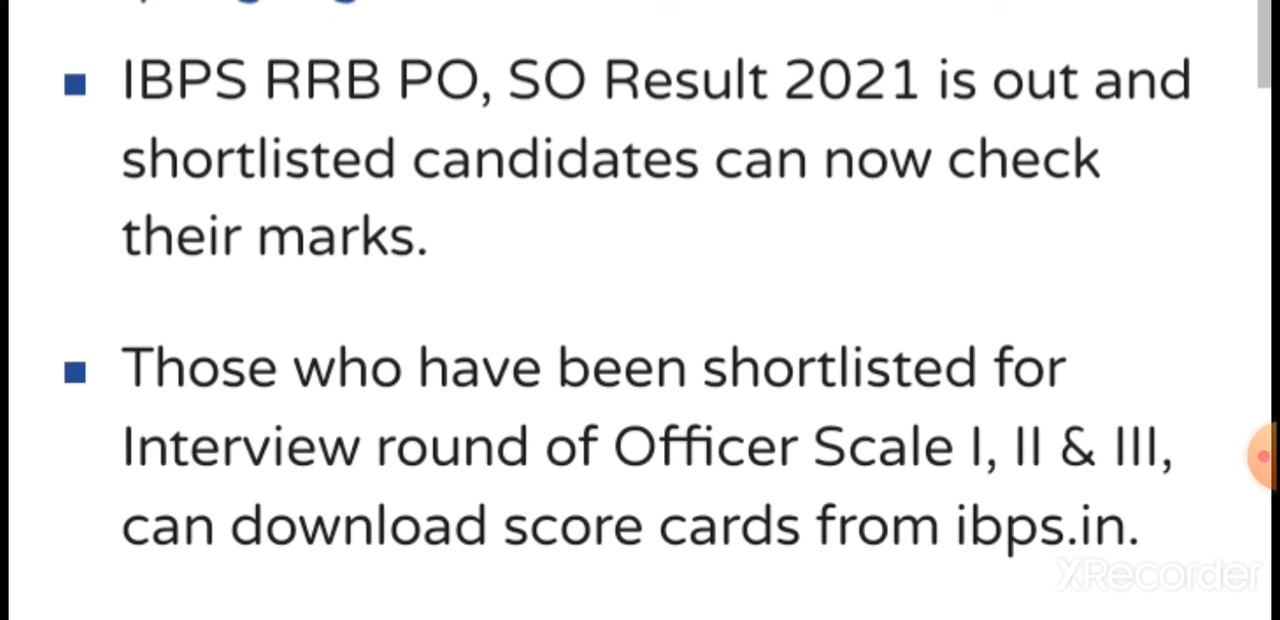 IBPS RRB PO, SO Result 2021 is out and
shortlisted candidates can now check
their marks.
Those who have been shortlisted for
Interview round of Officer Scale I, II & III,
can download score cards from ibps.in.
XRecorder